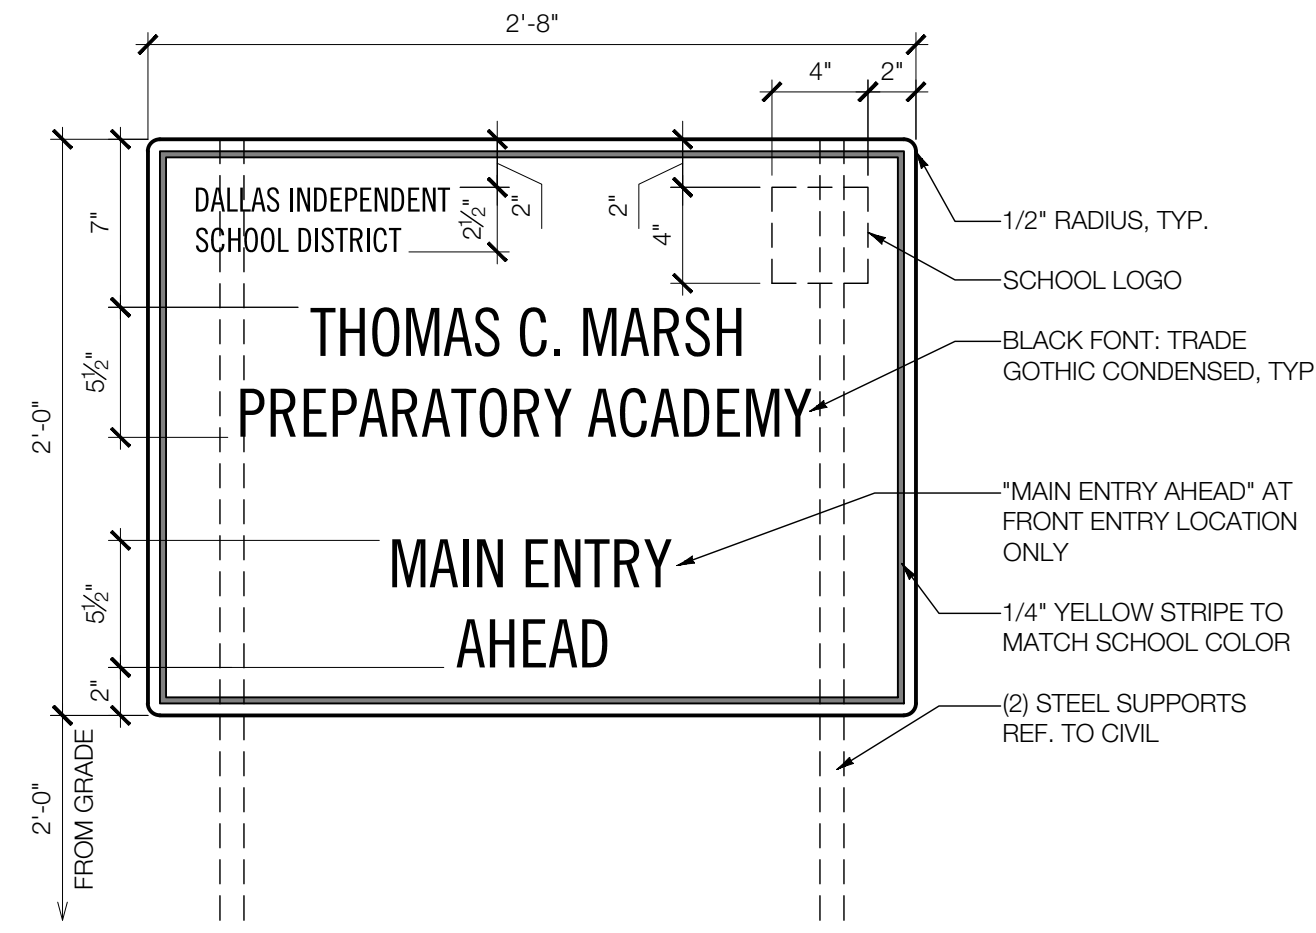 2'-8"
4"
2"
7"
5½"
2'-0"
5½"
2"
2'-0"
FROM GRADE
DALLAS INDEPENDENT
SCHOOL DISTRICT
2½"
2"
2"
4"
THOMAS C. MARSH
PREPARATORY ACADEMY
MAIN ENTRY
AHEAD
1/2" RADIUS, TYP.
SCHOOL LOGO
BLACK FONT: TRADE
GOTHIC CONDENSED, TYP
"MAIN ENTRY AHEAD" AT
FRONT ENTRY LOCATION
ONLY
1/4" YELLOW STRIPE TO
MATCH SCHOOL COLOR
(2) STEEL SUPPORTS
REF. TO CIVIL